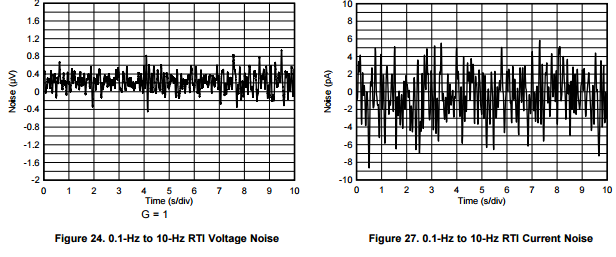 2
1.6
1.2
0.8
0.4
0
-0.4
-0.8
-1.2
-1.6
-2
Noise (µV)
0 1 2 3 4 5 6 7 8 9 10
Time (s/div)
G = 1
Figure 24. 0.1-Hz to 10-Hz RTI Voltage Noise
10
8
6
4
2
0
-2
-4
-6
-8
-10
Noise (pA)
0 1 2 3 4 5 6 7 8 9 10
Time (s/div)
Figure 27. 0.1-Hz to 10-Hz RTI Current Noise